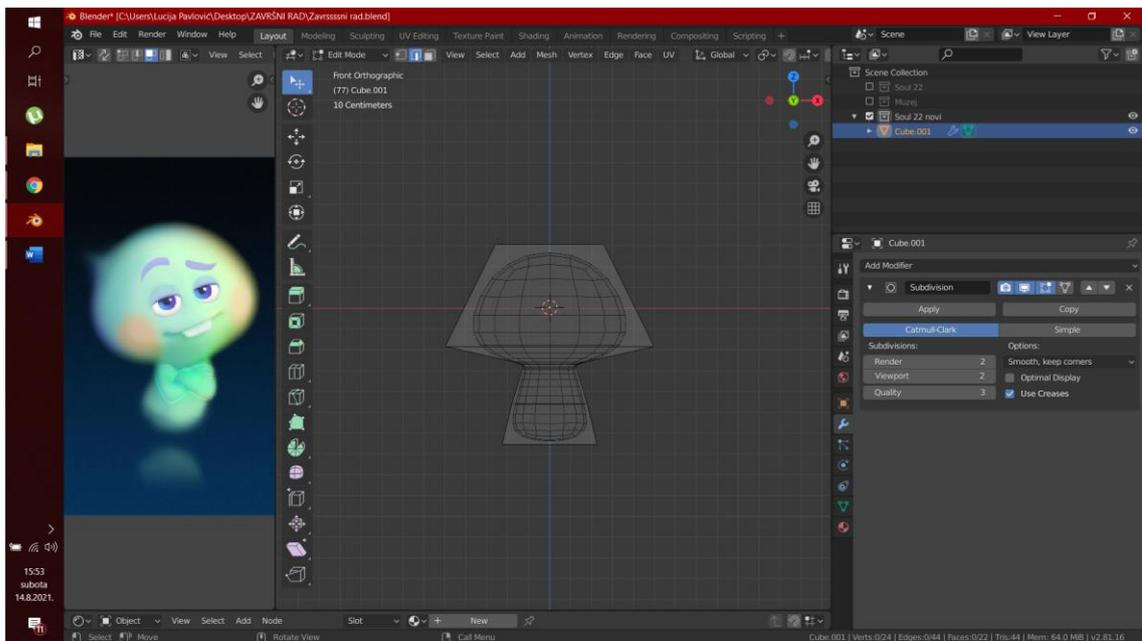 Blender* [C:\Users\Lucija Pavlović\Desktop\ZAVRŠNI RAD\Zavrssssni rad.blend]
File Edit Render Window Help Layout Modeling Sculpting UV Editing Texture Paint Shading Animation Rendering Compositing Scripting + Scene View Layer
View Select Edit Mode View Select Add Mesh Vertex Edge Face UV Global
Front Orthographic
(77) Cube.001
10 Centimeters
Z
Y
X
Scene Collection
Soul 22
Muzej
Soul 22 novi
Cube.001
Cube.001
Add Modifier
Subdivision
Apply Copy
Catmull-Clark Simple
Subdivisions: Options:
Render 2 Smooth, keep corners
Viewport 2 Optimal Display
Quality 3 Use Creases
15:53
subota
14.8.2021.
11
Object View Select Add Node Slot New
Select Move Rotate View Call Menu Cube.001 | Verts:0/24 | Edges:0/44 | Faces:0/22 | Tris:44 | Mem: 64.0 MiB | v2.81.16